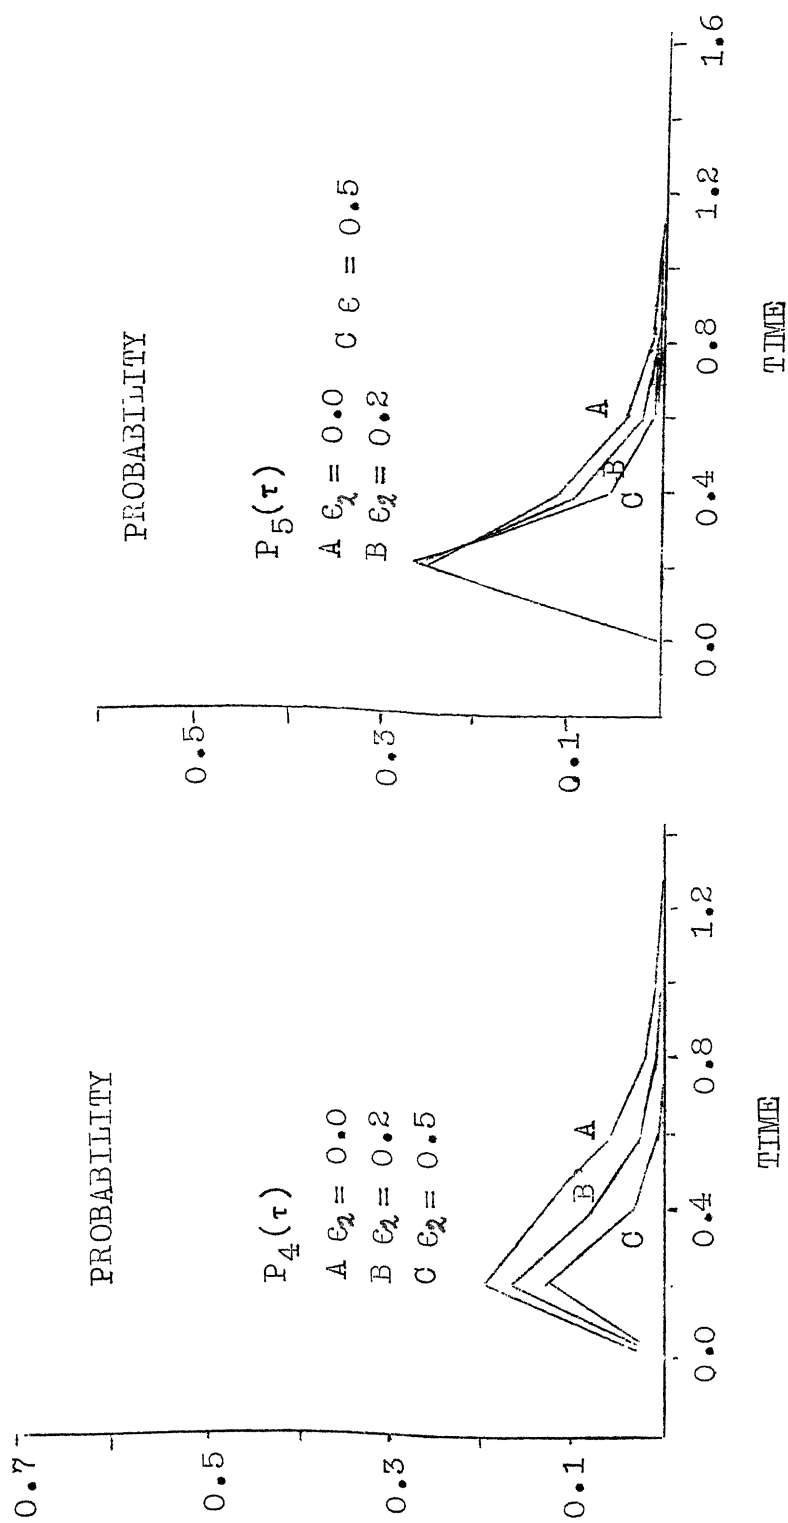 PROBABILITY
P4(τ)
A ϵ2 = 0.0
B ϵ2 = 0.2
C ϵ2 = 0.5
0.7
0.5
0.3
0.1
A
B
C
0.0 0.4 0.8 1.2
TIME
PROBABILITY
P5(τ)
A ϵ2 = 0.0 C ϵ = 0.5
B ϵ2 = 0.2
0.5
0.3
0.1
A
B
C
0.0 0.4 0.8 1.2 1.6
TIME